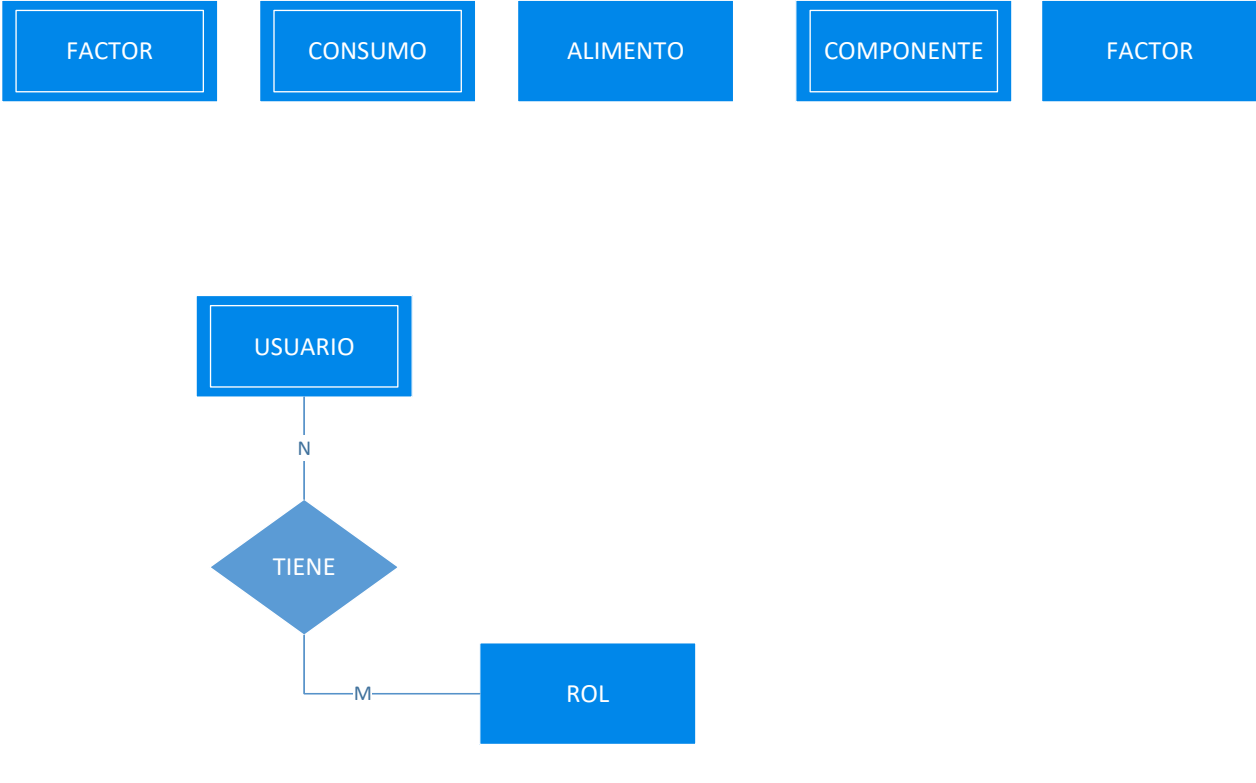 FACTOR
CONSUMO
ALIMENTO
COMPONENTE
FACTOR
USUARIO
N
TIENE
M
ROL